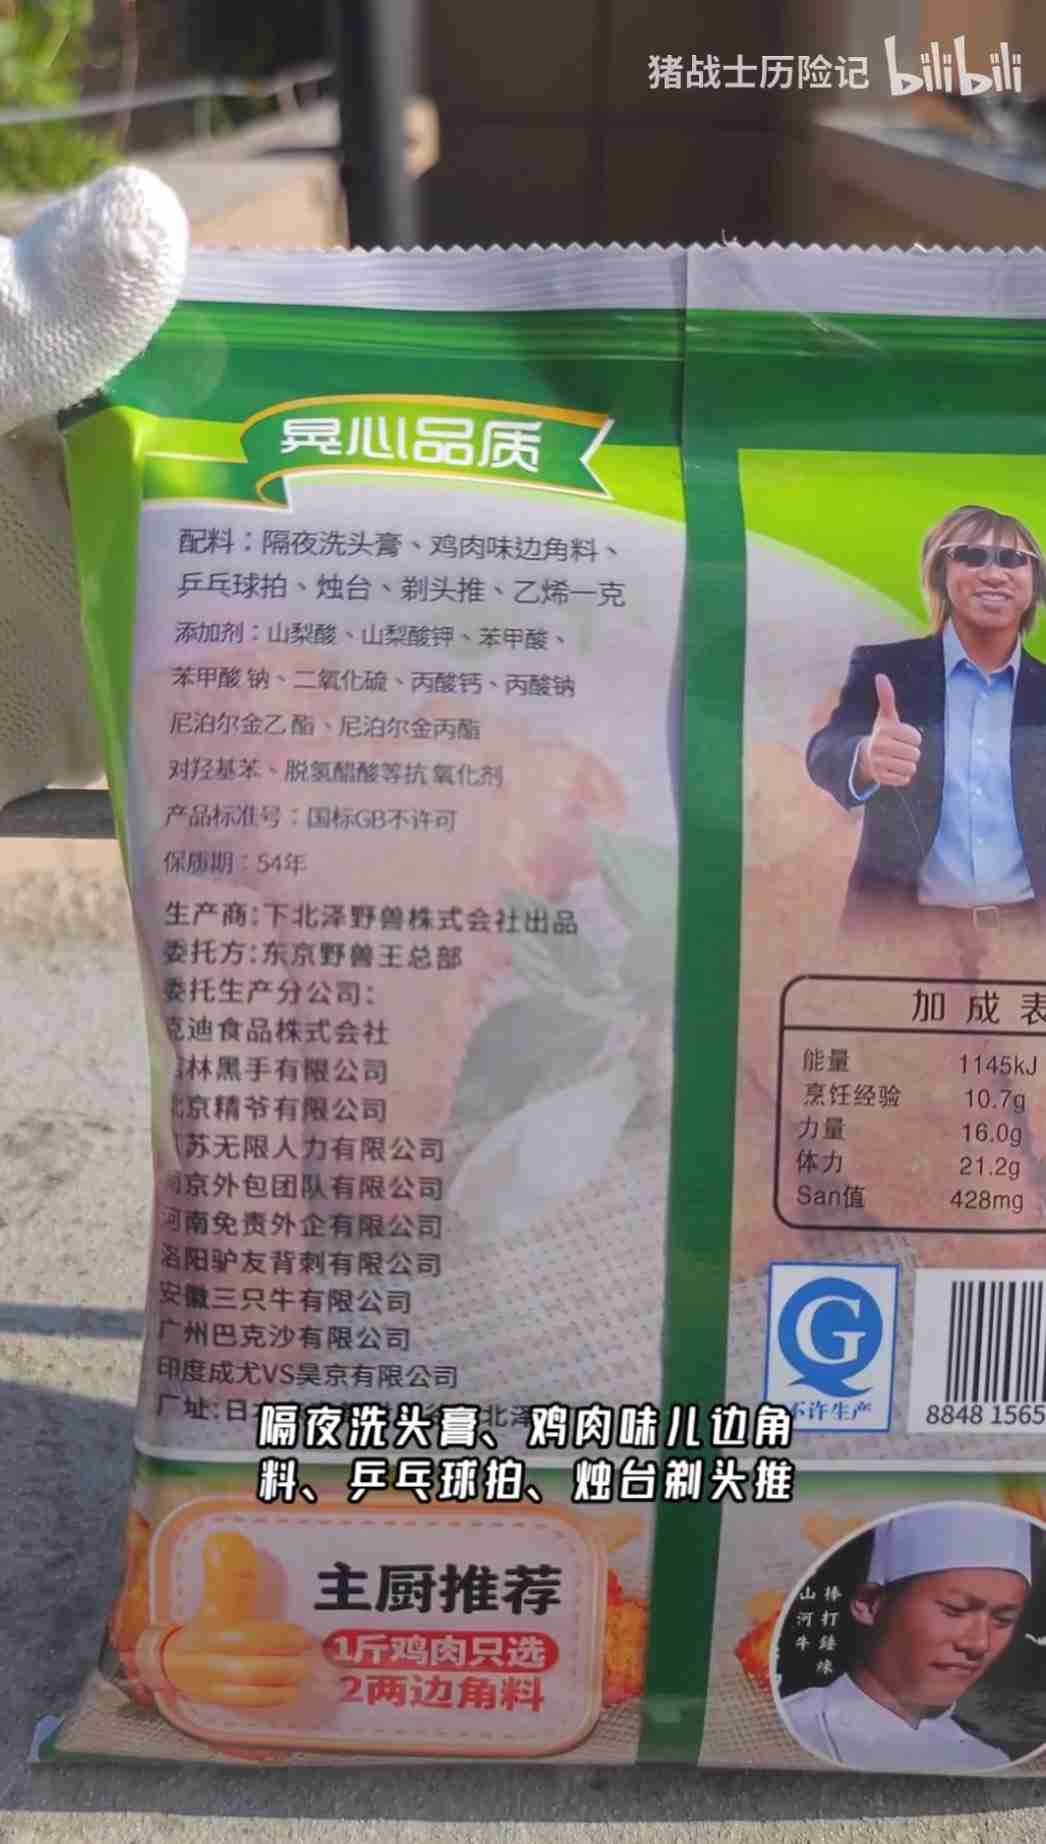 猪战士历险记 bilibili
晃心品质
配料：隔夜洗头膏、鸡肉味边角料、
乒乓球拍、烛台、剃头推、乙烯一克
添加剂：山梨酸、山梨酸钾、苯甲酸、
苯甲酸钠、二氧化硫、丙酸钙、丙酸钠
尼泊尔金乙酯、尼泊尔金丙酯
对羟基苯、脱氢醋酸等抗氧化剂
产品标准号：国标GB不许可
保质期：54年
生产商：下北泽野兽株式会社出品
委托方：东京野兽王总部
委托生产分公司：
克迪食品株式会社
林黑手有限公司
北京精爷有限公司
苏无限人力有限公司
京外包团队有限公司
河南免责外企有限公司
洛阳驴友背刺有限公司
安徽三只牛有限公司
广州巴克沙有限公司
印度成尤VS昊京有限公司
厂址：日
北泽
加成表
能量 1145kJ
烹饪经验 10.7g
力量 16.0g
体力 21.2g
San值 428mg
不许生产
8848 1565
隔夜洗头膏、鸡肉味儿边角
料、乒乓球拍、烛台剃头推
主厨推荐
1斤鸡肉只选
2两边角料
棒打
山河牛